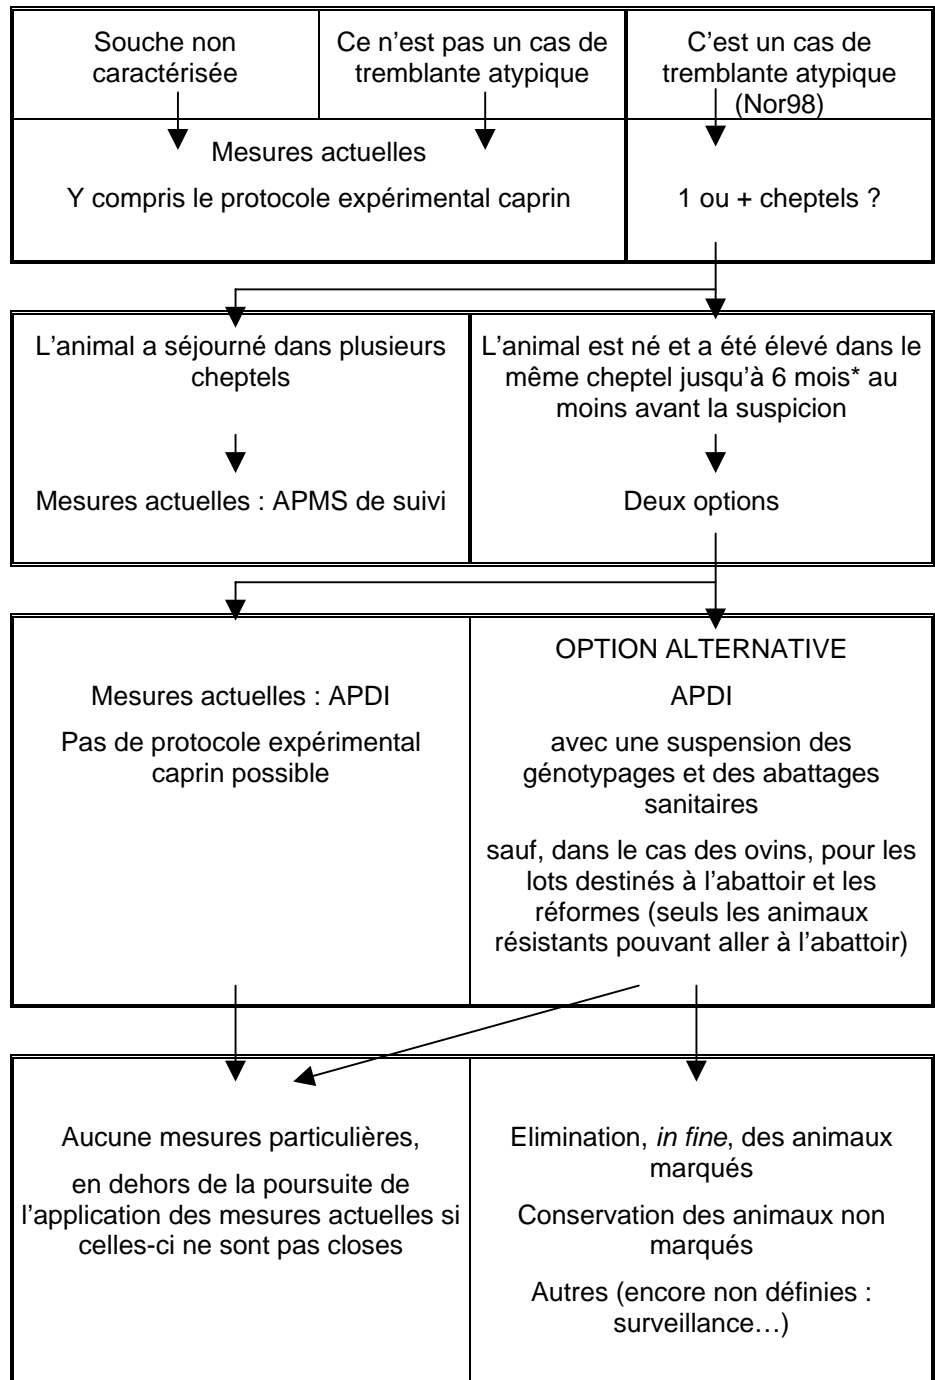 Souche non
caractérisée
Ce n’est pas un cas de
tremblante atypique
C’est un cas de
tremblante atypique
(Nor98)
Mesures actuelles
Y compris le protocole expérimental caprin
1 ou + cheptels ?
L’animal a séjourné dans plusieurs
cheptels
Mesures actuelles : APMS de suivi
L’animal est né et a été élevé dans le
même cheptel jusqu’à 6 mois* au
moins avant la suspicion
Deux options
Mesures actuelles : APDI
Pas de protocole expérimental
caprin possible
OPTION ALTERNATIVE
APDI
avec une suspension des
génotypages et des abattages
sanitaires
sauf, dans le cas des ovins, pour les
lots destinés à l’abattoir et les
réformes (seuls les animaux
résistants pouvant aller à l’abattoir)
Aucune mesures particulières,
en dehors de la poursuite de
l’application des mesures actuelles si
celles-ci ne sont pas closes
Elimination, in fine, des animaux
marqués
Conservation des animaux non
marqués
Autres (encore non définies :
surveillance…)